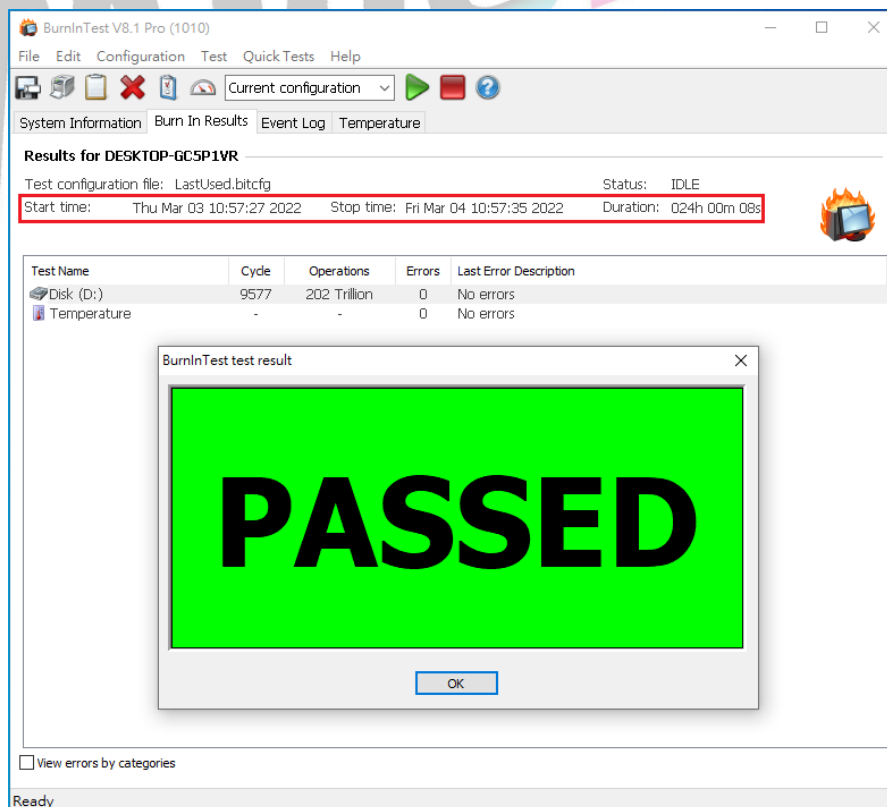 BurnInTest V8.1 Pro (1010)
File Edit Configuration Test Quick Tests Help
Current configuration
System Information Burn In Results Event Log Temperature
Results for DESKTOP-GC5P1VR
Test configuration file: LastUsed.bitcfg Status: IDLE
Start time: Thu Mar 03 10:57:27 2022 Stop time: Fri Mar 04 10:57:35 2022 Duration: 024h 00m 08s
Test Name Cycle Operations Errors Last Error Description
Disk (D:) 9577 202 Trillion 0 No errors
Temperature - - 0 No errors
BurnInTest test result
PASSED
OK
View errors by categories
Ready